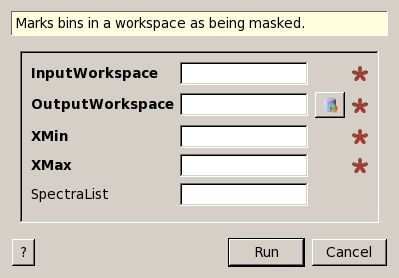 Marks bins in a workspace as being masked.
InputWorkspace
OutputWorkspace
XMin
XMax
SpectraList
? Run Cancel